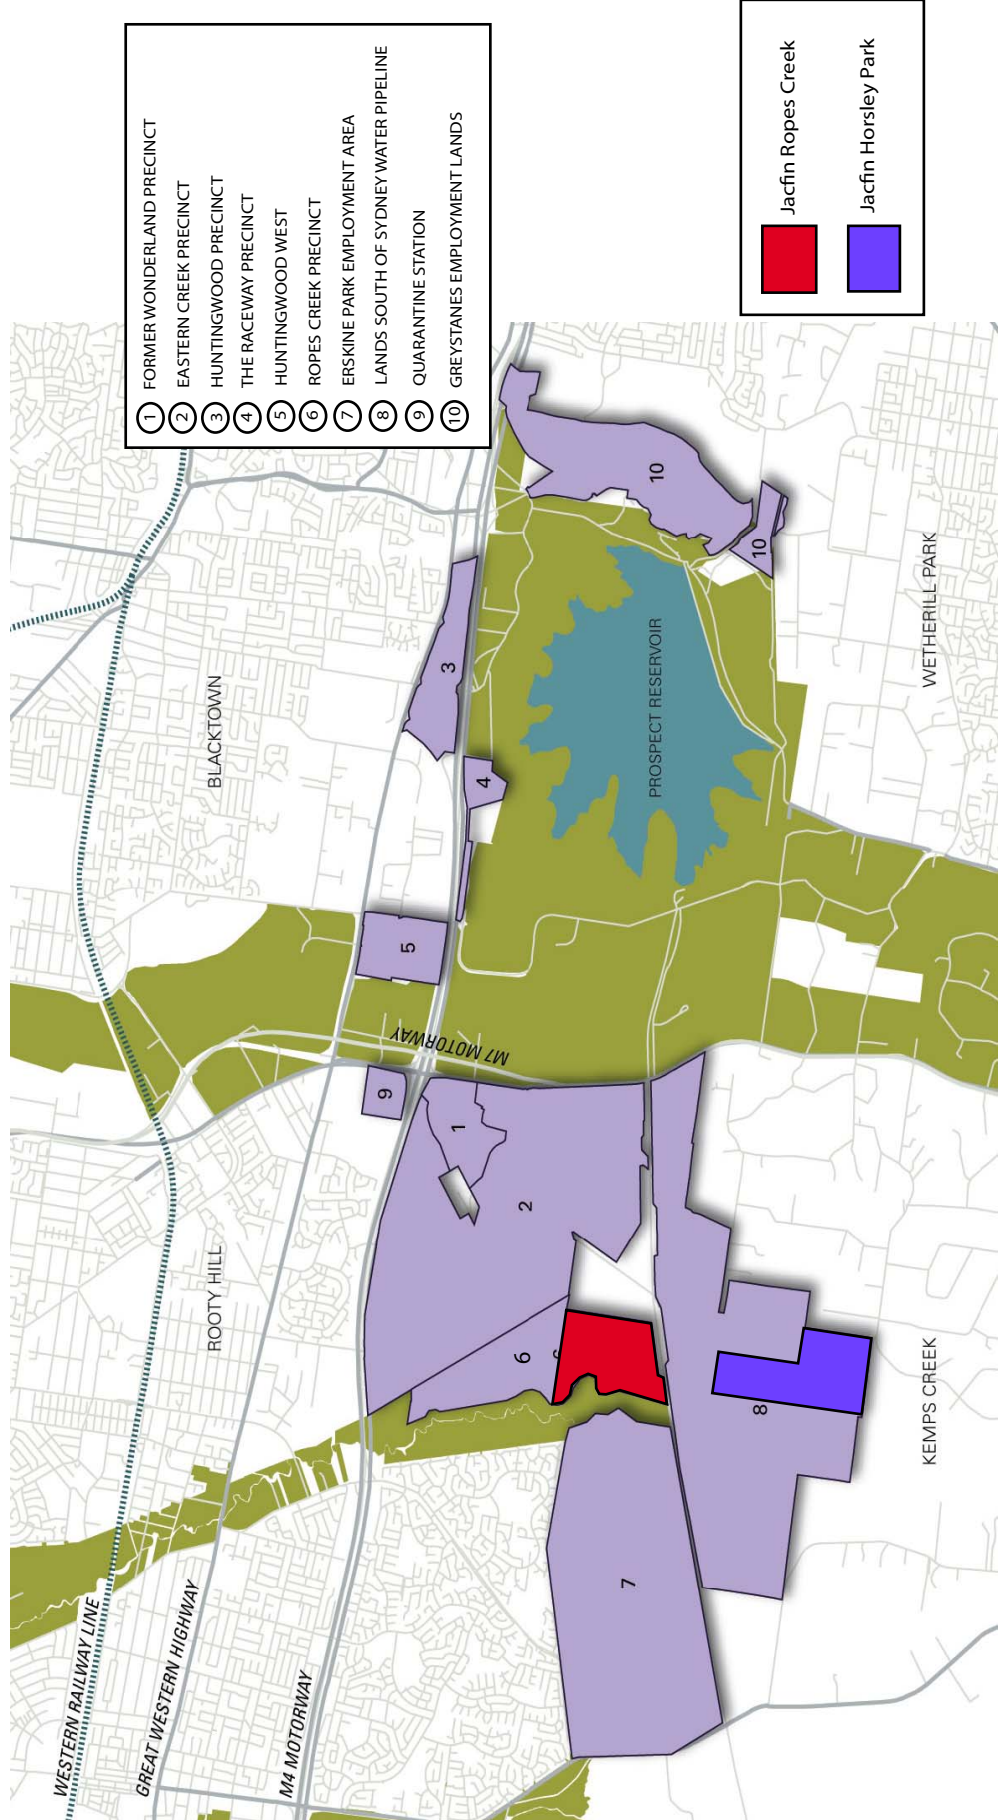 1 FORMER WONDERLAND PRECINCT
2 EASTERN CREEK PRECINCT
3 HUNTINGWOOD PRECINCT
4 THE RACEWAY PRECINCT
5 HUNTINGWOOD WEST
6 ROPES CREEK PRECINCT
7 ERSKINE PARK EMPLOYMENT AREA
8 LANDS SOUTH OF SYDNEY WATER PIPELINE
9 QUARANTINE STATION
10 GREYSTANES EMPLOYMENT LANDS
Jacfin Ropes Creek
Jacfin Horsley Park
WESTERN RAILWAY LINE
GREAT WESTERN HIGHWAY
M4 MOTORWAY
ROOTY HILL
BLACKTOWN
M7 MOTORWAY
PROSPECT RESERVOIR
WETHERILL PARK
KEMPS CREEK
1
2
3
4
5
6
7
8
9
10
10